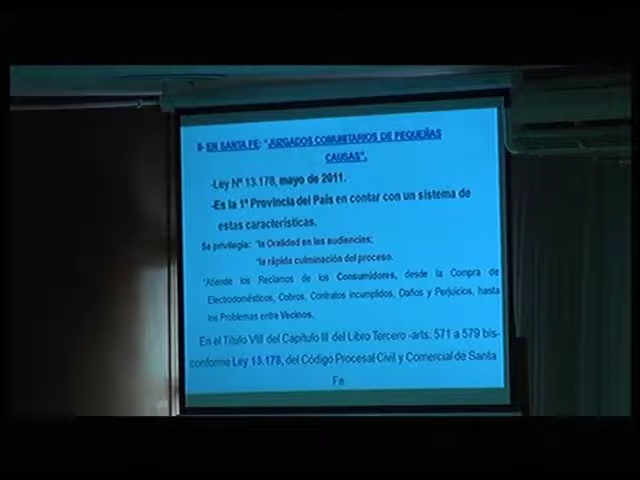 II- EN SANTA FE: "JUZGADOS COMUNITARIOS DE PEQUEÑAS
CAUSAS".
-Ley Nº 13.178, mayo de 2011.
-Es la 1ª Provincia del País en contar con un sistema de
estas características.
Se privilegia: *la Oralidad en las audiencias;
*la rápida culminación del proceso.
*Atiende los Reclamos de los Consumidores, desde la Compra de
Electrodomésticos, Cobros, Contratos incumplidos, Daños y Perjuicios, hasta
los Problemas entre Vecinos.
En el Título VIII del Capítulo III del Libro Tercero -arts. 571 a 579 bis-
conforme Ley 13.178, del Código Procesal Civil y Comercial de Santa
Fe